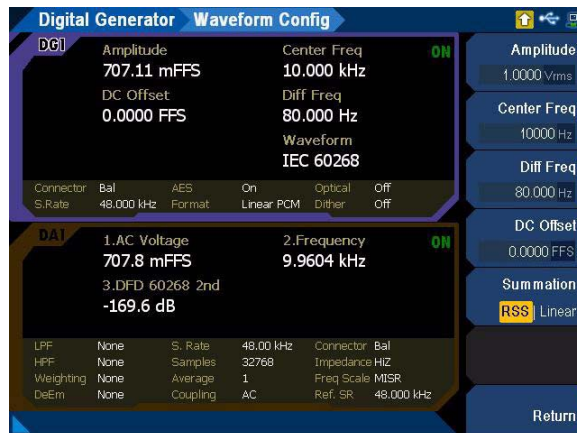 Digital Generator Waveform Config
DG1
Amplitude
Center Freq
ON
707.11 mFFS
10.000 kHz
DC Offset
Diff Freq
0.0000 FFS
80.000 Hz
Waveform
IEC 60268
Connector Bal AES On Optical Off
S.Rate 48.000 kHz Format Linear PCM Dither Off
DA1
1.AC Voltage
2.Frequency
ON
707.8 mFFS
9.9604 kHz
3.DFD 60268 2nd
-169.6 dB
LPF None S. Rate 48.00 kHz Connector Bal
HPF None Samples 32768 Impedance HiZ
Weighting None Average 1 Freq Scale MISR
DeEm None Coupling AC Ref. SR 48.000 kHz
Amplitude
1.0000 Vrms
Center Freq
10000 Hz
Diff Freq
80.000 Hz
DC Offset
0.0000 FFS
Summation
RSS | Linear
Return